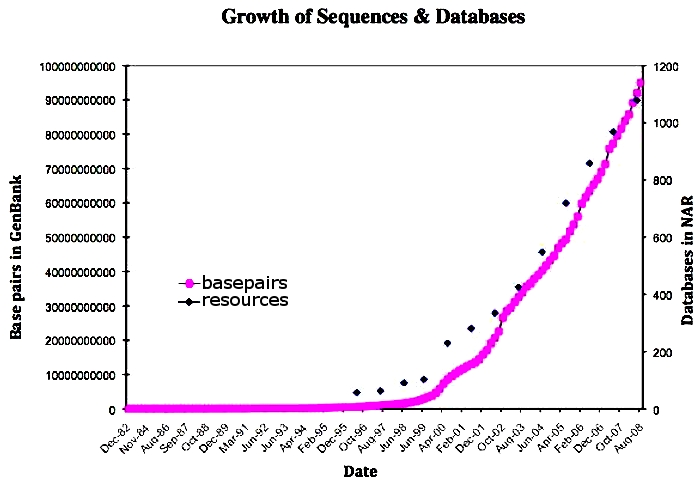 Growth of Sequences & Databases
100000000000
90000000000
80000000000
70000000000
60000000000
50000000000
40000000000
30000000000
20000000000
10000000000
0
Base pairs in GenBank
1200
1000
800
600
400
200
0
Databases in NAR
basepairs
resources
Dec-82
Nov-84
Aug-86
Sep-87
Oct-88
Dec-89
Mar-91
Jun-92
Jun-93
Apr-94
Feb-95
Dec-95
Oct-96
Aug-97
Jun-98
Jun-99
Apr-00
Feb-01
Dec-01
Oct-02
Aug-03
Jun-04
Apr-05
Feb-06
Dec-06
Oct-07
Aug-08
Date